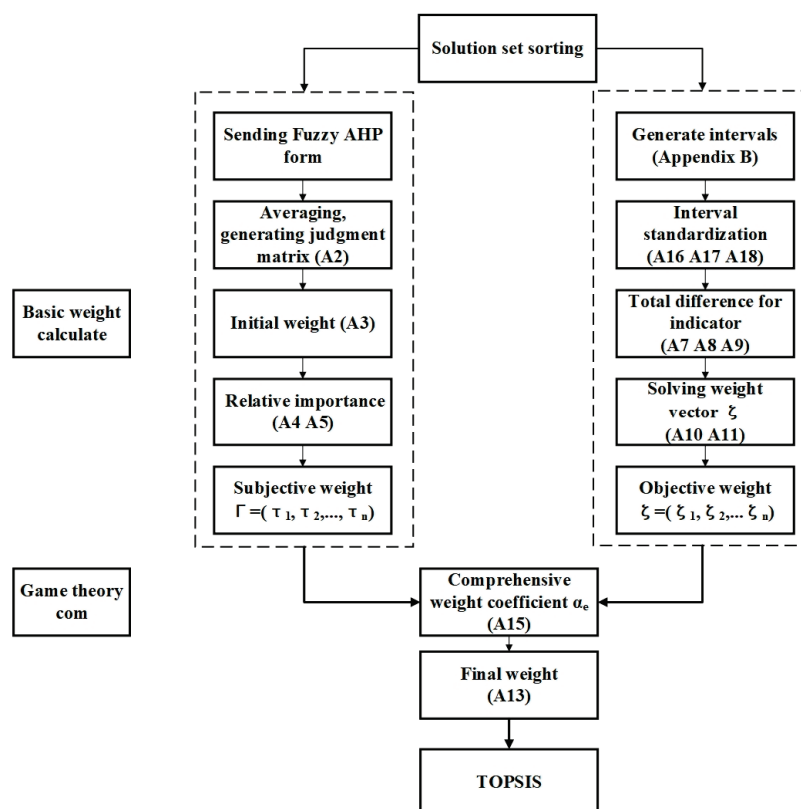 Solution set sorting
Sending Fuzzy AHP
form
Averaging,
generating judgment
matrix (A2)
Initial weight (A3)
Relative importance
(A4 A5)
Subjective weight
Γ =( τ 1, τ 2,..., τ n)
Generate intervals
(Appendix B)
Interval
standardization
(A16 A17 A18)
Total difference for
indicator
(A7 A8 A9)
Solving weight
vector ζ
(A10 A11)
Objective weight
ζ =( ζ 1, ζ 2,... ζ n)
Basic weight
calculate
Game theory
com
Comprehensive
weight coefficient αe
(A15)
Final weight
(A13)
TOPSIS